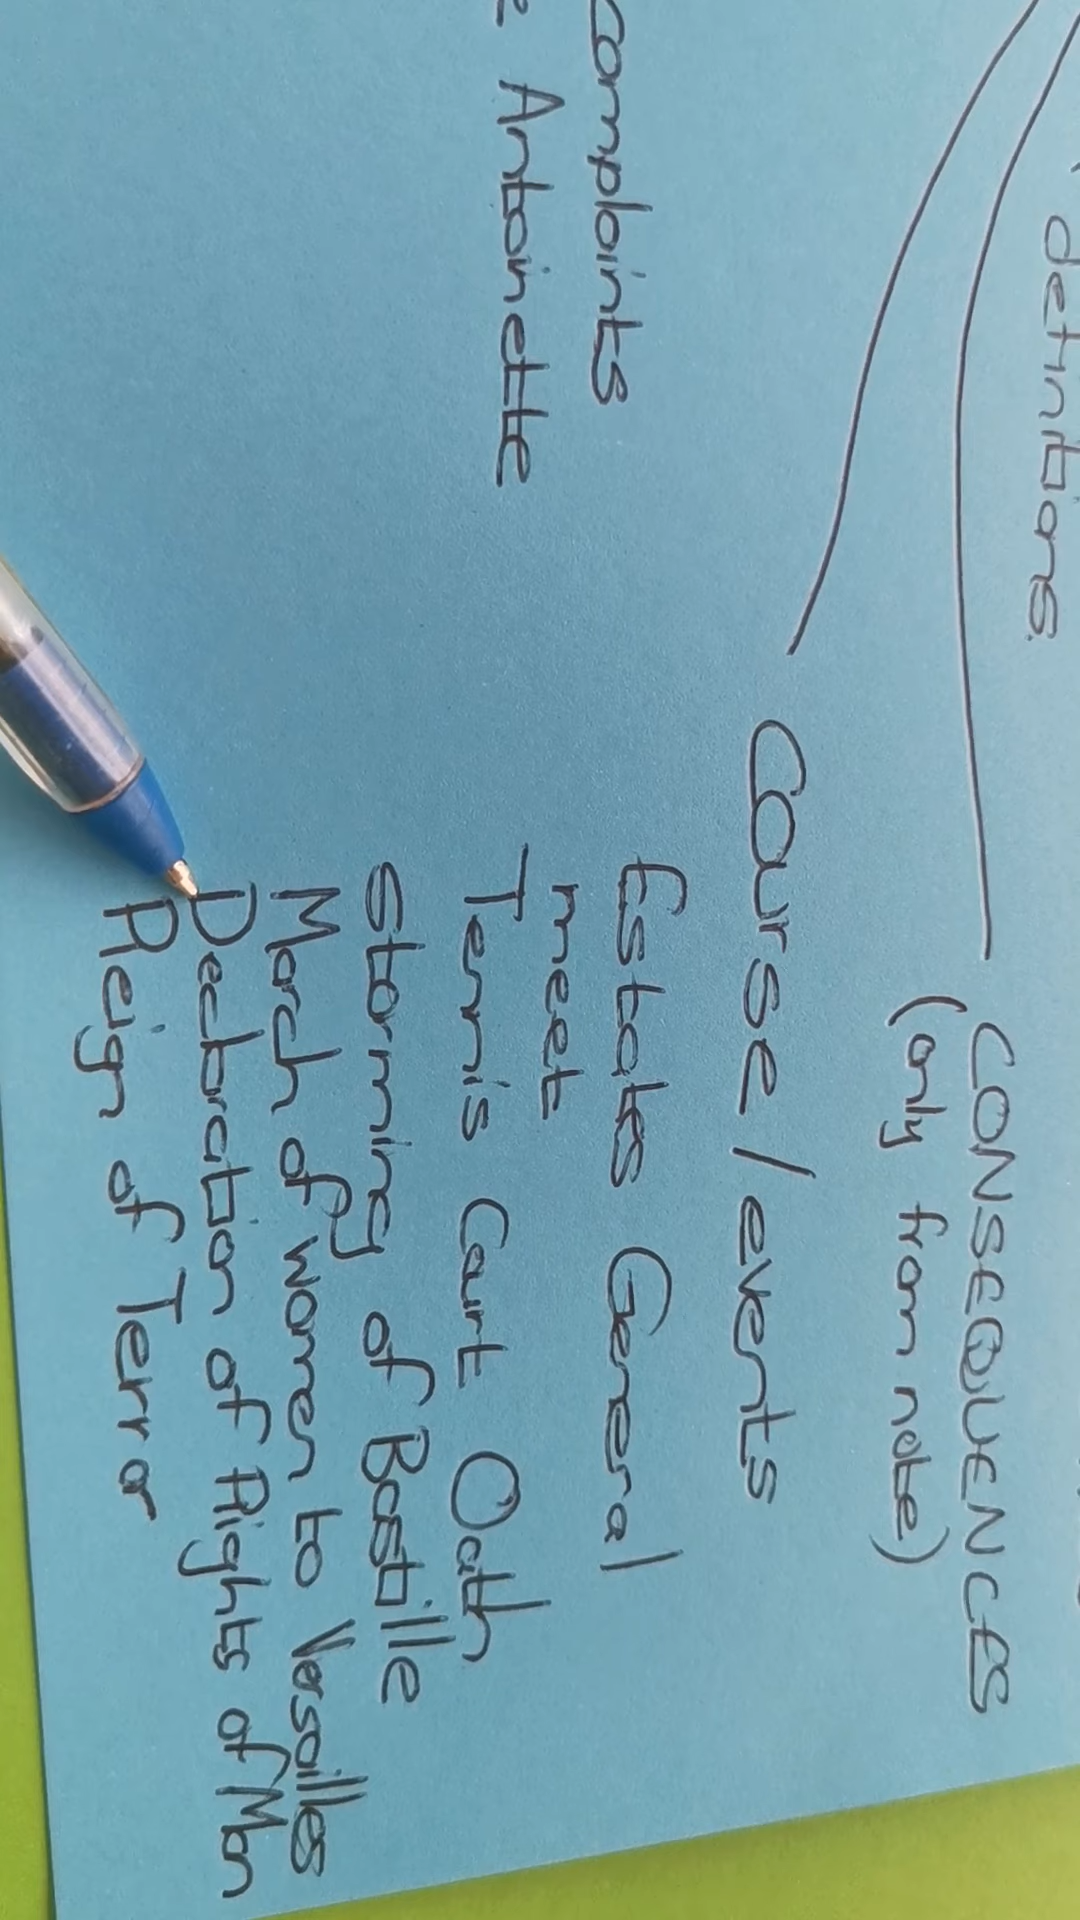 definitions.
CONSEQUENCES
(only from note)
Course / events
Estates General
meet
Tennis Court Oath
storming of Bastille
March of women to Versailles
Declaration of Rights of Man
Reign of Terror
complaints
e Antoinette